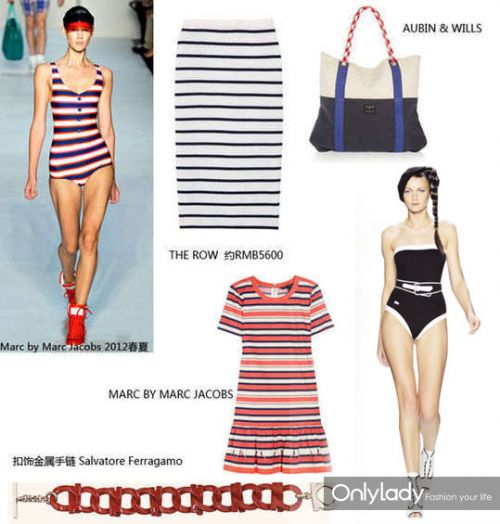 AUBIN & WILLS
THE ROW 约RMB5600
Marc by Marc Jacobs 2012春夏
MARC BY MARC JACOBS
扣饰金属手链 Salvatore Ferragamo
Onlylady Fashion your life